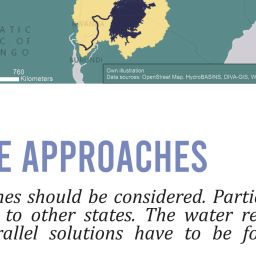 ATIC
C OF
NGO
BURUNDI
760
Kilometers
Own illustration
Data sources: OpenStreet Map, HydroBASINS, DIVA-GIS, W
E APPROACHES
nes should be considered. Partic
to other states. The water re
rallel solutions have to be fo